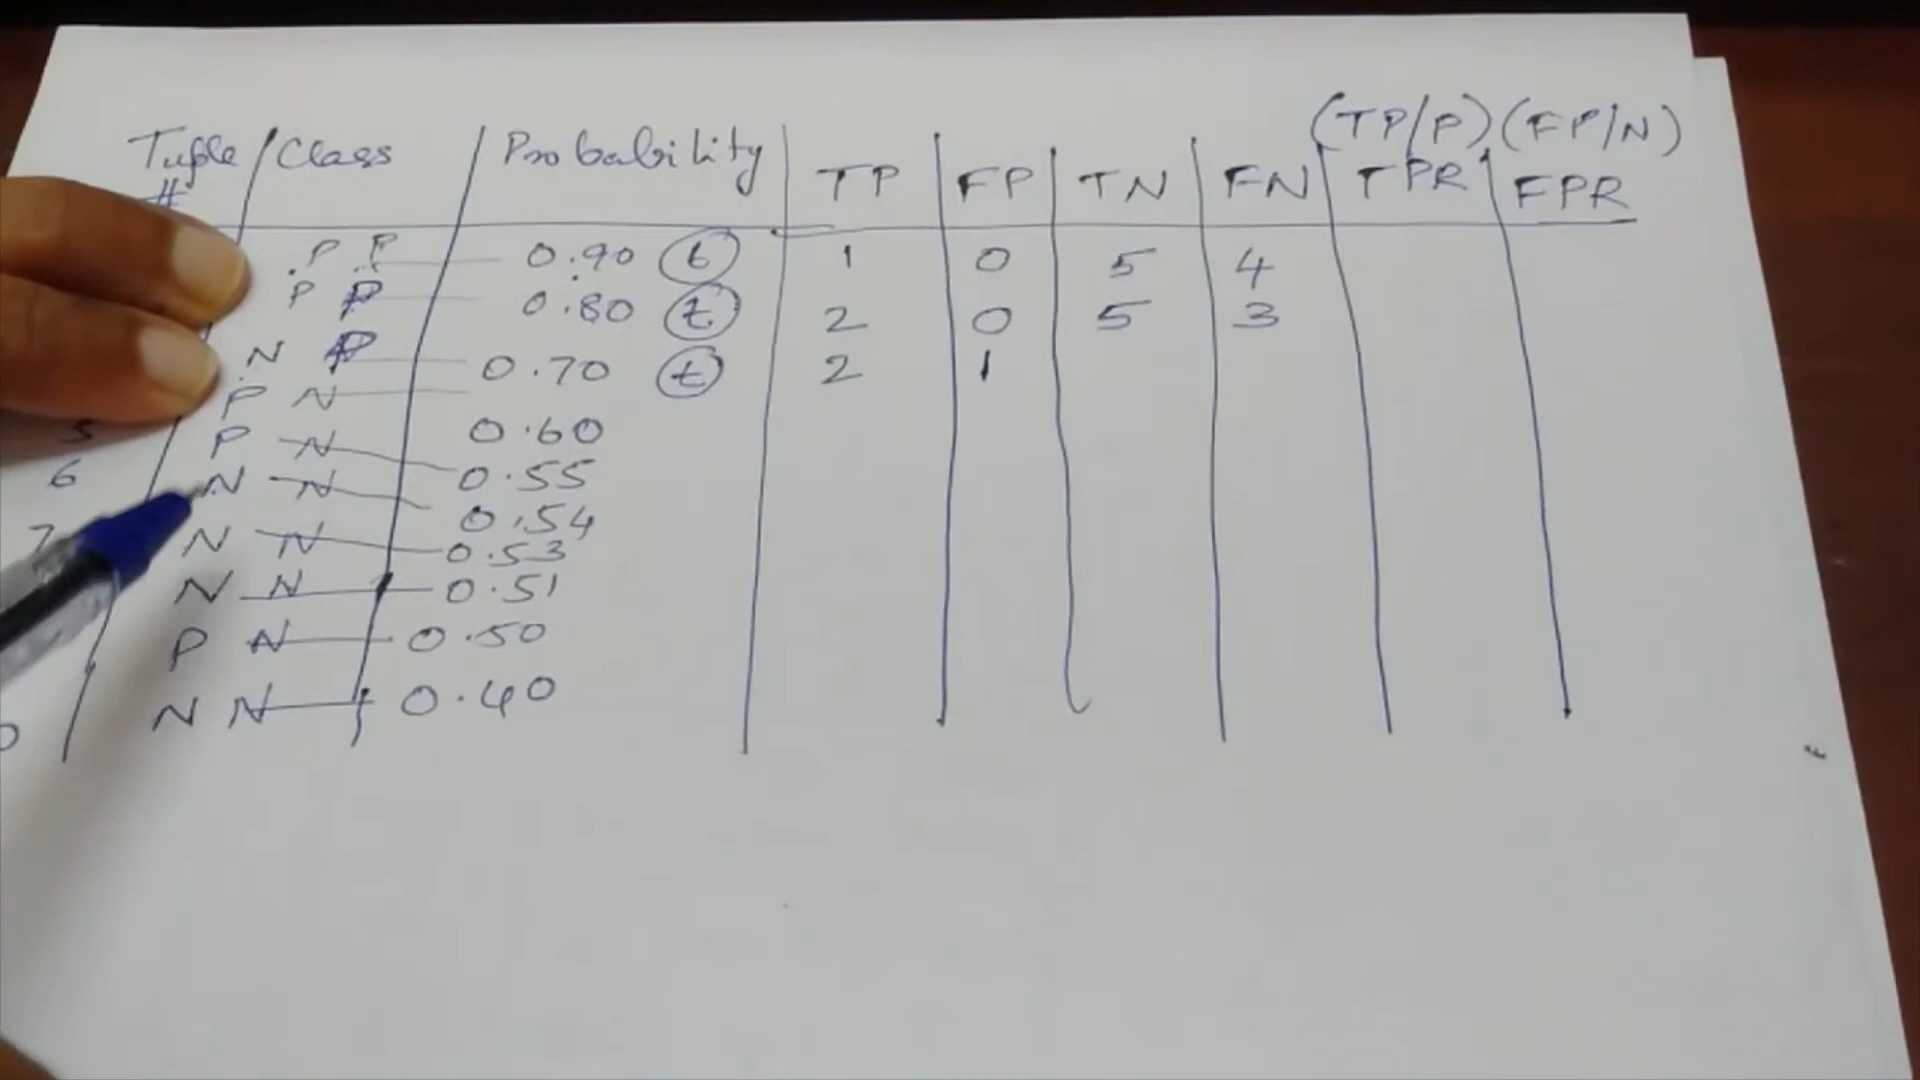 (TP/P) (FP/N)
Tuple # Class Probability TP FP TN FN TPR FPR
P P 0.90 t 1 0 5 4
P P 0.80 t 2 0 5 3
N P 0.70 t 2 1
P N 0.60
5 P N 0.55
6 N N 0.54
7 N N 0.53
N N 0.51
P N 0.50
N N 0.40